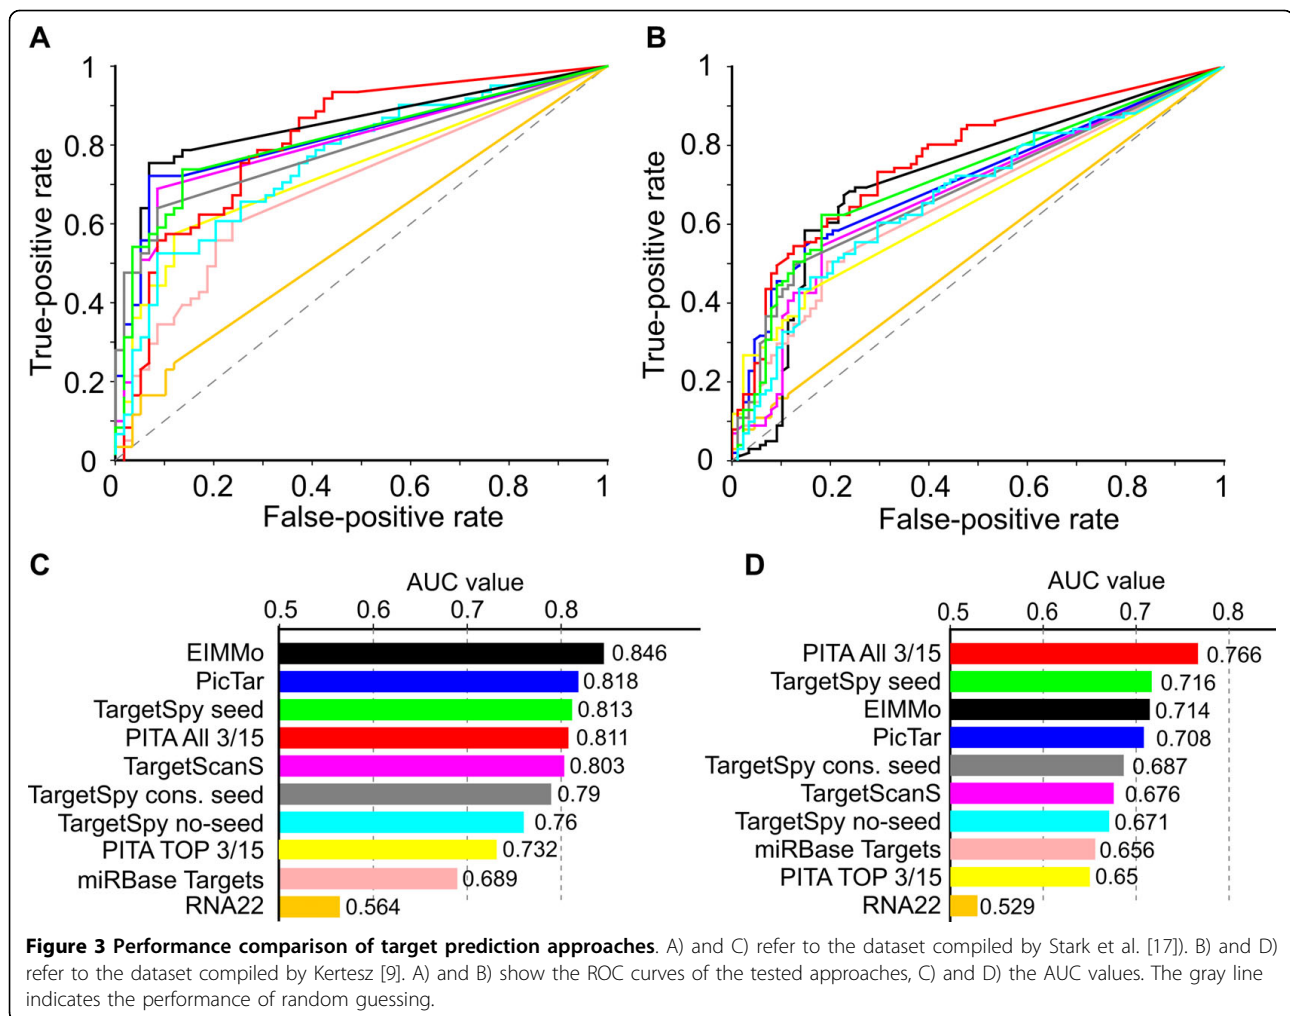 A
B
1
0.8
0.6
0.4
0.2
0
True-positive rate
0
0.2
0.4
0.6
0.8
1
False-positive rate
1
0.8
0.6
0.4
0.2
0
True-positive rate
0
0.2
0.4
0.6
0.8
1
False-positive rate
C
AUC value
0.5 0.6 0.7 0.8
EIMMo 0.846
PicTar 0.818
TargetSpy seed 0.813
PITA All 3/15 0.811
TargetScanS 0.803
TargetSpy cons. seed 0.79
TargetSpy no-seed 0.76
PITA TOP 3/15 0.732
miRBase Targets 0.689
RNA22 0.564
D
AUC value
0.5 0.6 0.7 0.8
PITA All 3/15 0.766
TargetSpy seed 0.716
EIMMo 0.714
PicTar 0.708
TargetSpy cons. seed 0.687
TargetScanS 0.676
TargetSpy no-seed 0.671
miRBase Targets 0.656
PITA TOP 3/15 0.65
RNA22 0.529
Figure 3 Performance comparison of target prediction approaches. A) and C) refer to the dataset compiled by Stark et al. [17]). B) and D)
refer to the dataset compiled by Kertesz [9]. A) and B) show the ROC curves of the tested approaches, C) and D) the AUC values. The gray line
indicates the performance of random guessing.